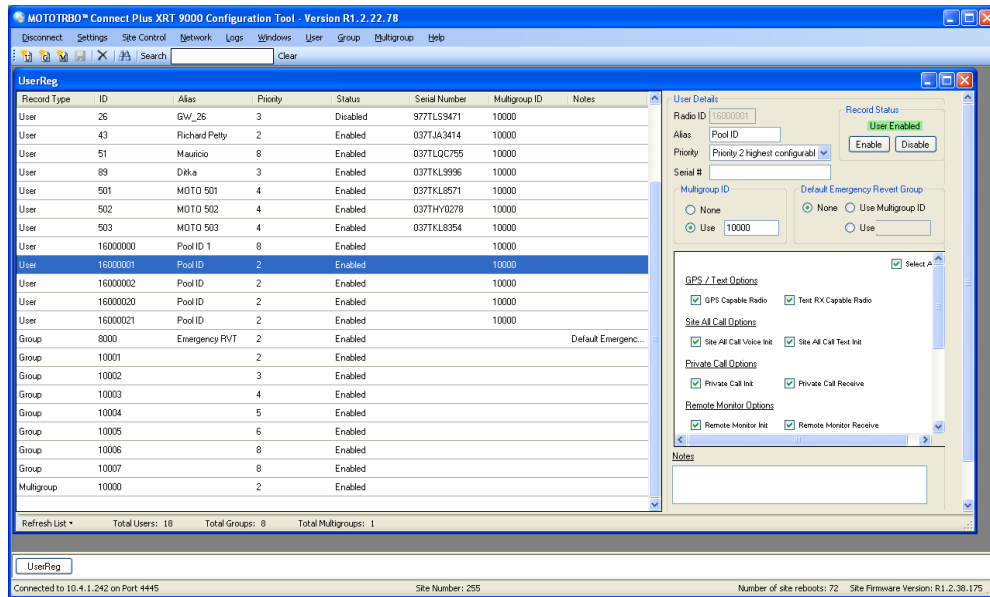 MOTOTRBO™ Connect Plus XRT 9000 Configuration Tool - Version R1.2.22.78
Disconnect Settings Site Control Network Logs Windows User Group Multigroup Help
Search Clear
UserReg
Record Type ID Alias Priority Status Serial Number Multigroup ID Notes
User 26 GW_26 3 Disabled 977TLS9471 10000
User 43 Richard Petty 2 Enabled 037TJA3414 10000
User 51 Mauricio 8 Enabled 037TLQC755 10000
User 89 Ditka 3 Enabled 037TKL9996 10000
User 501 MOTO 501 4 Enabled 037TKL8571 10000
User 502 MOTO 502 4 Enabled 037THY0278 10000
User 503 MOTO 503 4 Enabled 037TKL8354 10000
User 16000000 Pool ID 1 8 Enabled 10000
User 16000001 Pool ID 2 Enabled 10000
User 16000002 Pool ID 2 Enabled 10000
User 16000020 Pool ID 2 Enabled 10000
User 16000021 Pool ID 2 Enabled 10000
Group 8000 Emergency RVT 2 Enabled Default Emergenc...
Group 10001 2 Enabled
Group 10002 3 Enabled
Group 10003 4 Enabled
Group 10004 5 Enabled
Group 10005 6 Enabled
Group 10006 8 Enabled
Group 10007 8 Enabled
Multigroup 10000 2 Enabled
Refresh List Total Users: 18 Total Groups: 8 Total Multigroups: 1
User Details
Radio ID 16000001
Alias Pool ID
Priority Priority 2 highest configurabl
Serial #
Record Status
User Enabled
Enable Disable
Multigroup ID
None
Use 10000
Default Emergency Revert Group
None Use Multigroup ID
Use
Select A
GPS / Text Options
GPS Capable Radio Text RX Capable Radio
Site All Call Options
Site All Call Voice Init Site All Call Text Init
Private Call Options
Private Call Init Private Call Receive
Remote Monitor Options
Remote Monitor Init Remote Monitor Receive
Notes
UserReg
Connected to 10.4.1.242 on Port 4445 Site Number: 255 Number of site reboots: 72 Site Firmware Version: R1.2.38.175